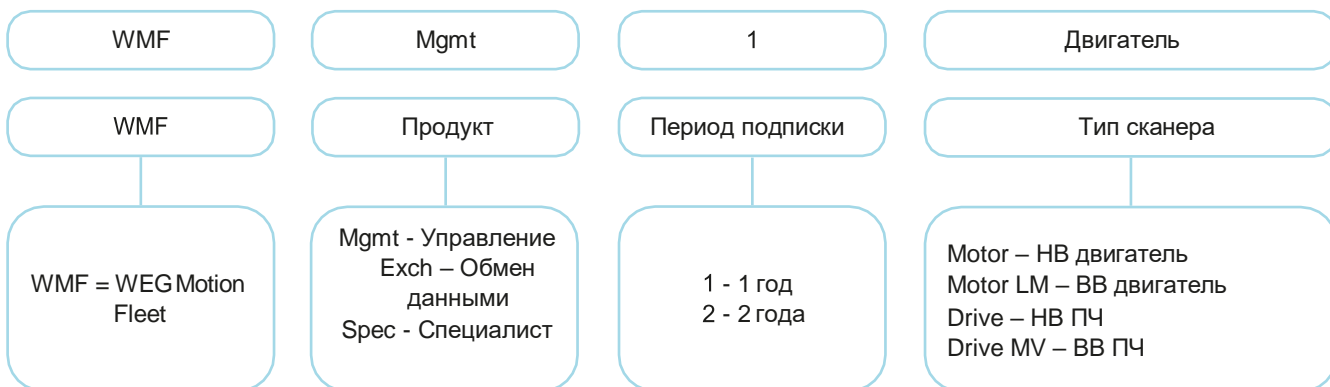 WMF
Mgmt
1
Двигатель
WMF
Продукт
Период подписки
Тип сканера
WMF = WEG Motion
Fleet
Mgmt - Управление
Exch – Обмен
данными
Spec - Специалист
1 - 1 год
2 - 2 года
Motor – НВ двигатель
Motor LM – ВВ двигатель
Drive – НВ ПЧ
Drive MV – ВВ ПЧ